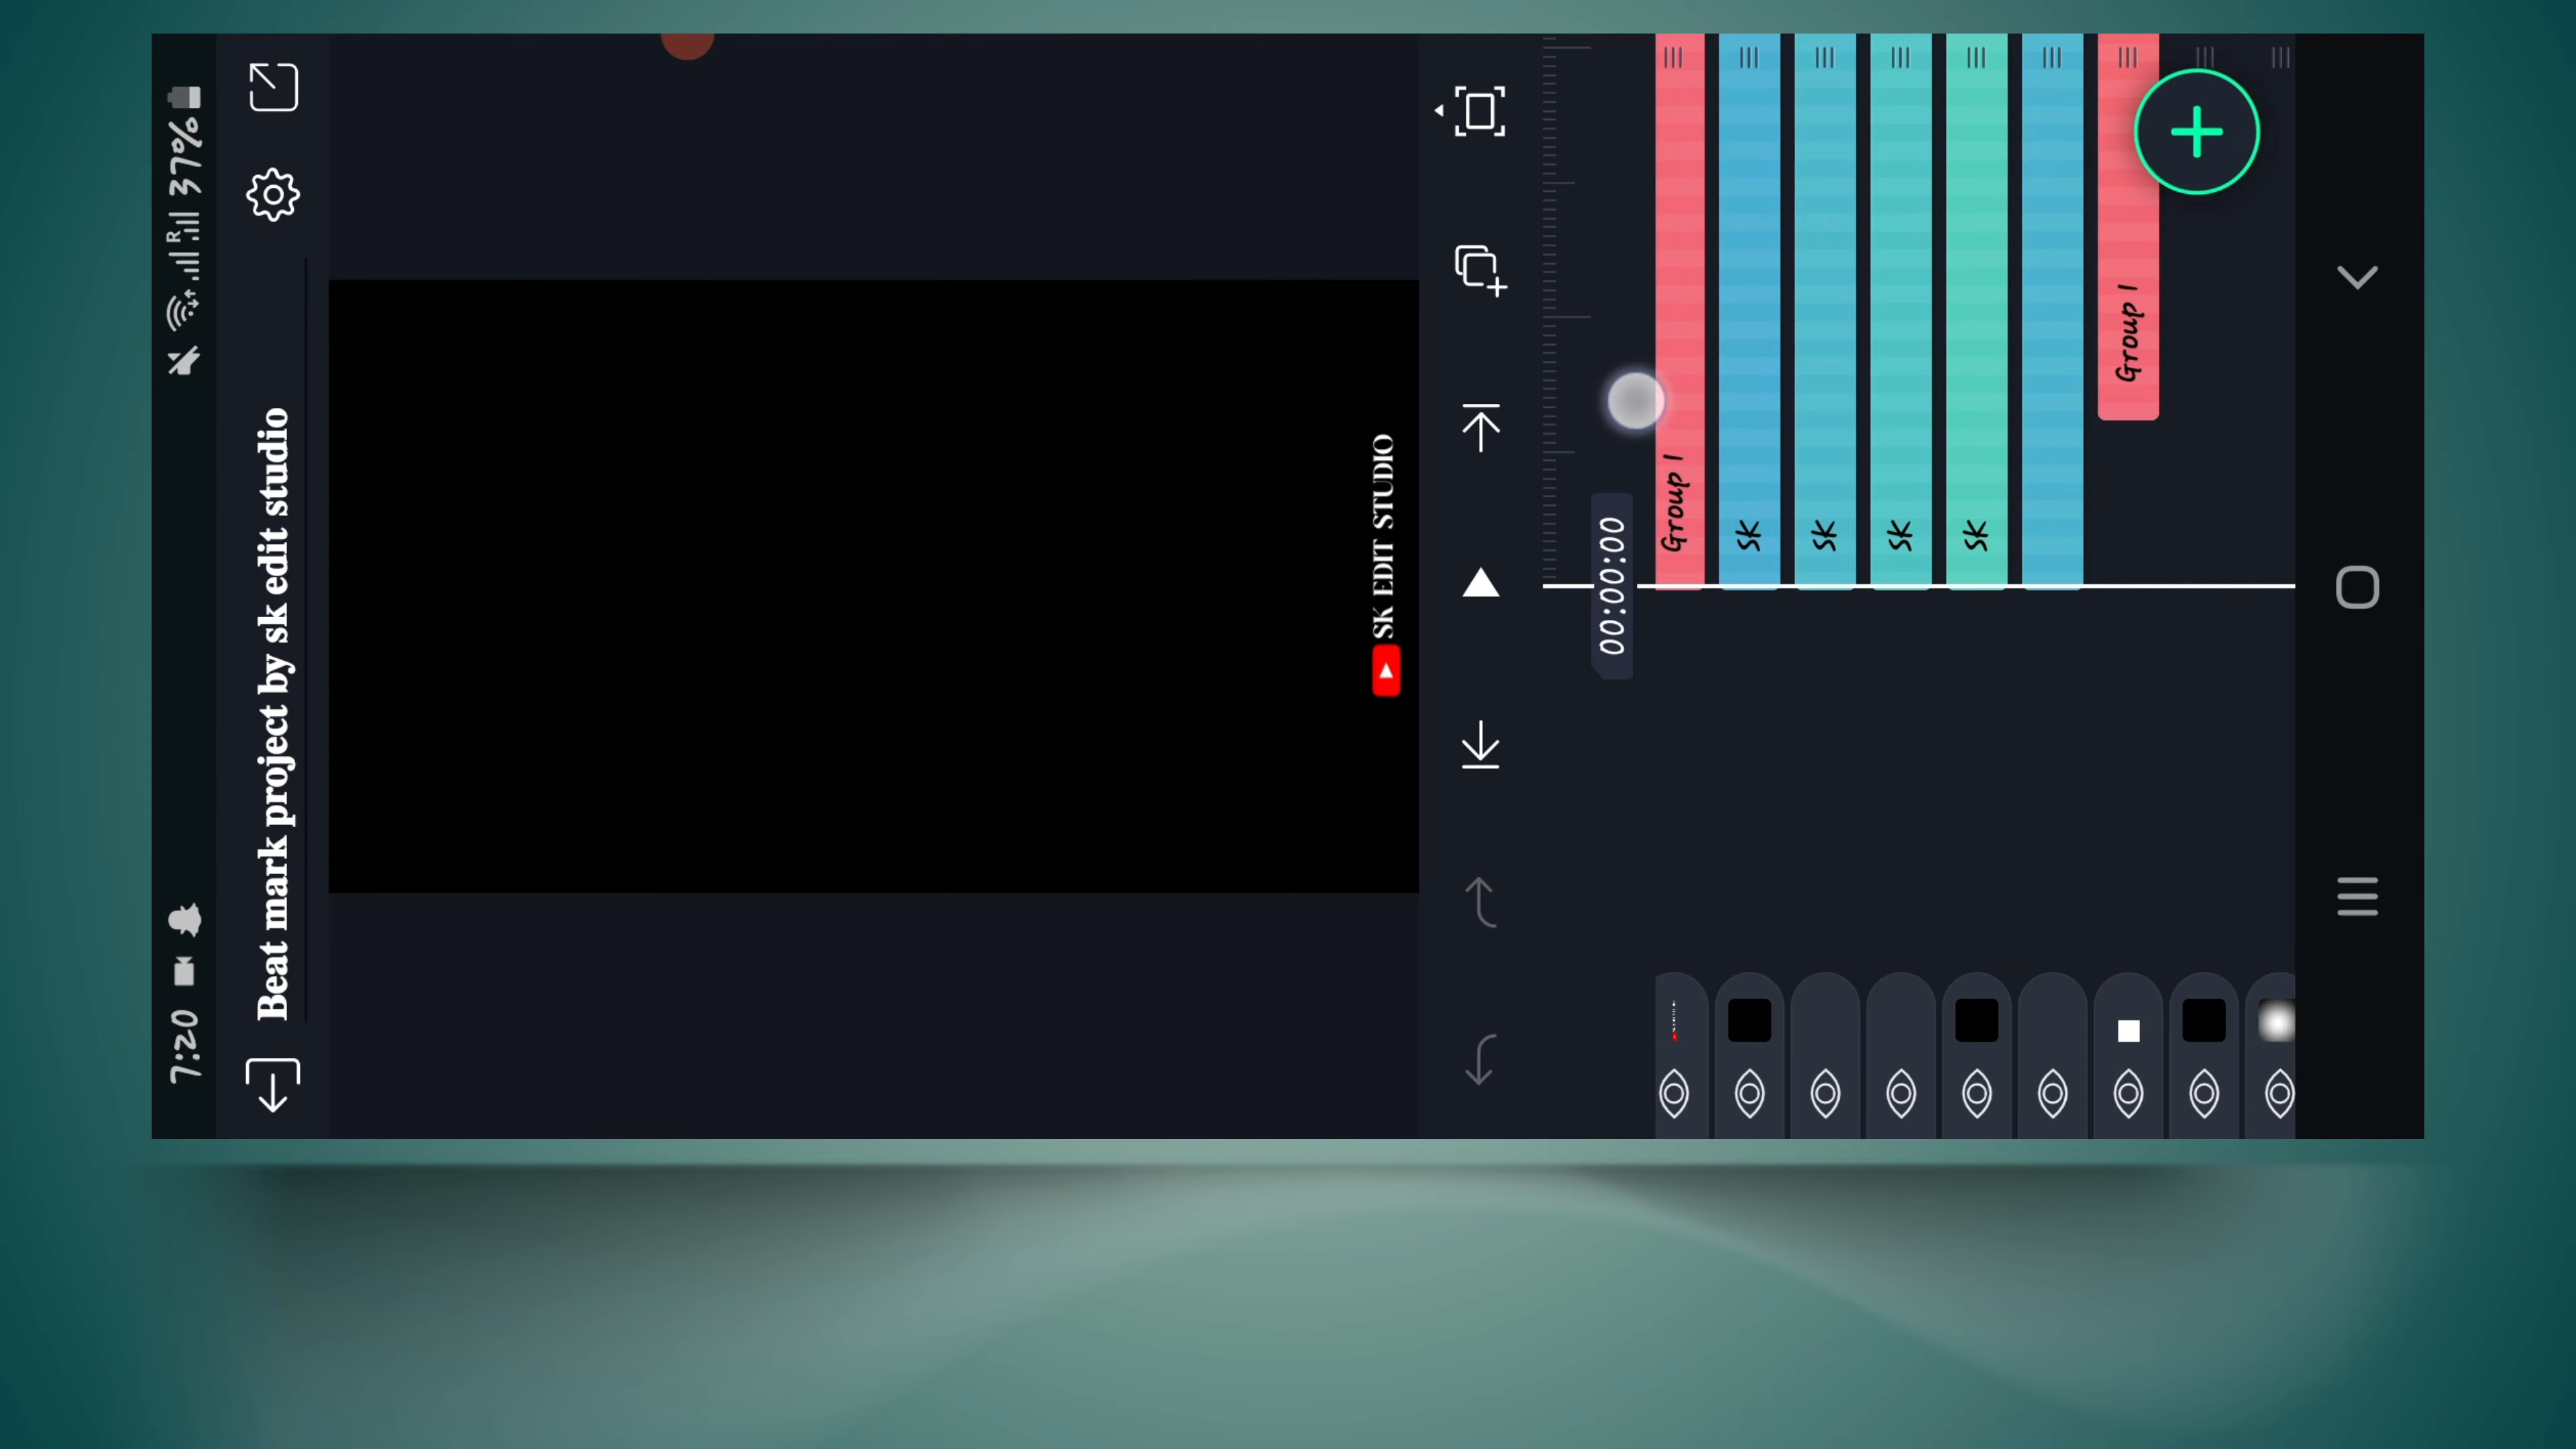 7:20
R
37%
Beat mark project by sk edit studio
SK EDIT STUDIO
00:00:00
Group 1
SK
SK
SK
SK
Group 1